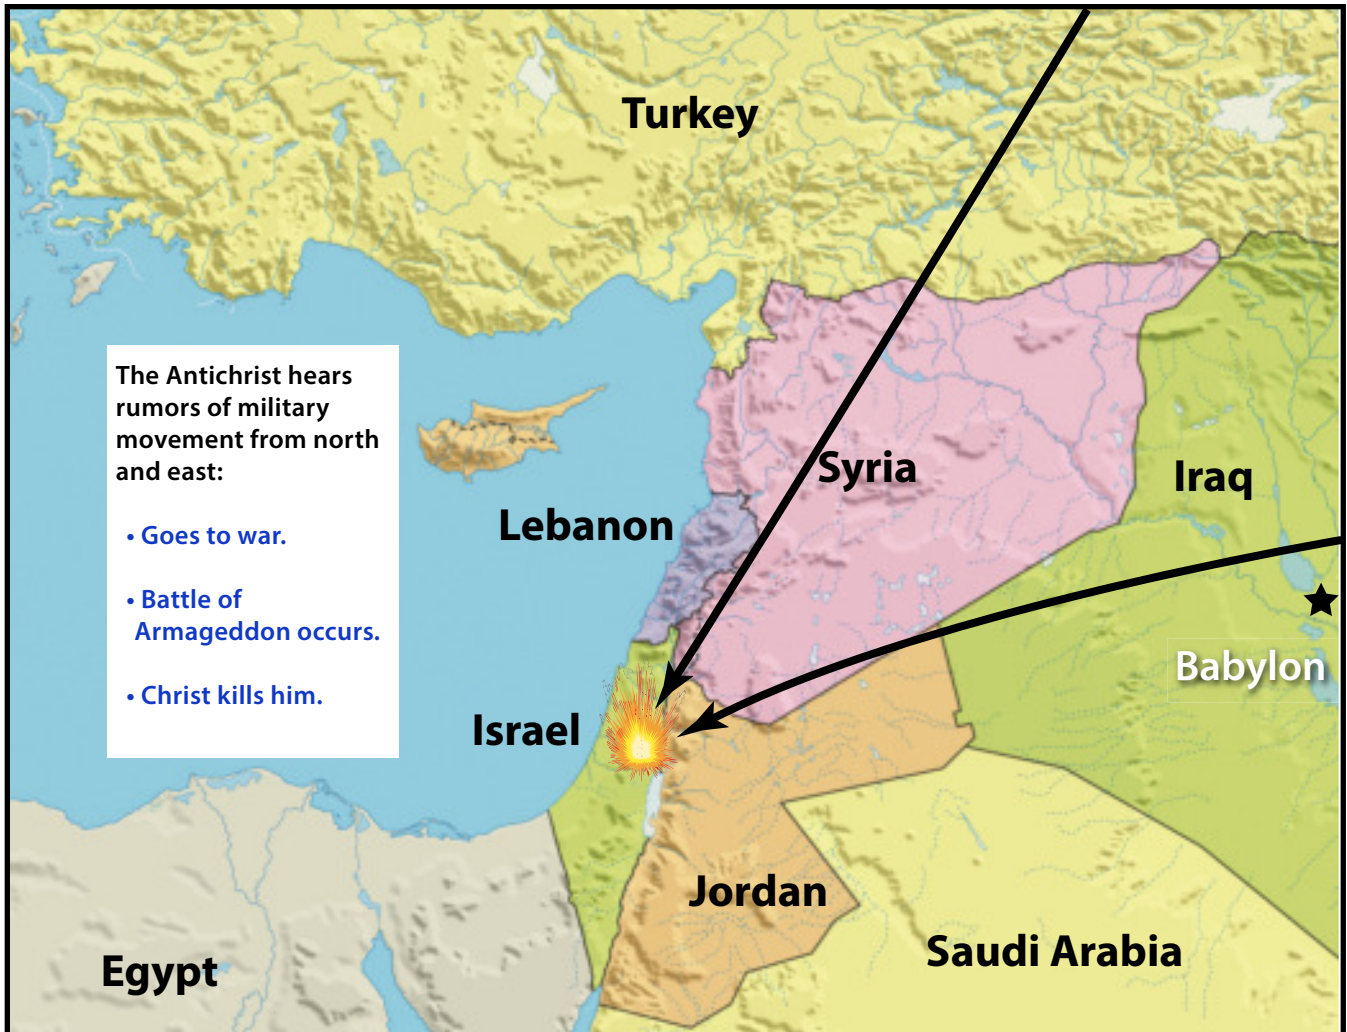 Turkey
The Antichrist hears
rumors of military
movement from north
and east:
• Goes to war.
• Battle of
Armageddon occurs.
• Christ kills him.
Syria
Iraq
Lebanon
Babylon
Israel
Jordan
Saudi Arabia
Egypt